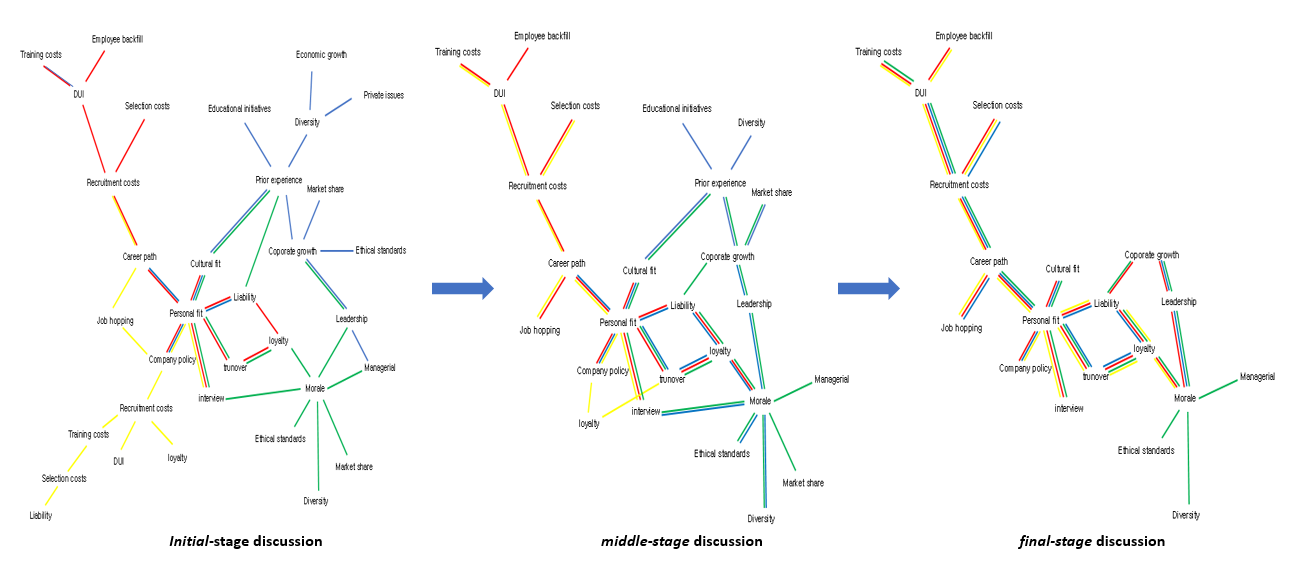 Training costs
Employee backfill
DUI
Selection costs
Recruitment costs
Economic growth
Private issues
Educational initiatives
Diversity
Prior experience
Market share
Career path
Cultural fit
Coporate growth
Ethical standards
Liability
Personal fit
Job hopping
Leadership
loyalty
Company policy
trunover
Managerial
interview
Morale
Recruitment costs
Training costs
DUI
loyalty
Ethical standards
Market share
Selection costs
Diversity
Liability
Initial-stage discussion
Training costs
Employee backfill
DUI
Selection costs
Recruitment costs
Educational initiatives
Diversity
Prior experience
Market share
Career path
Cultural fit
Coporate growth
Liability
Leadership
Job hopping
Personal fit
loyalty
Company policy
trunover
Managerial
interview
Morale
loyalty
Ethical standards
Market share
Diversity
middle-stage discussion
Training costs
Employee backfill
DUI
Selection costs
Recruitment costs
Career path
Cultural fit
Coporate growth
Liability
Leadership
Job hopping
Personal fit
loyalty
Company policy
trunover
Managerial
interview
Morale
Ethical standards
Diversity
final-stage discussion